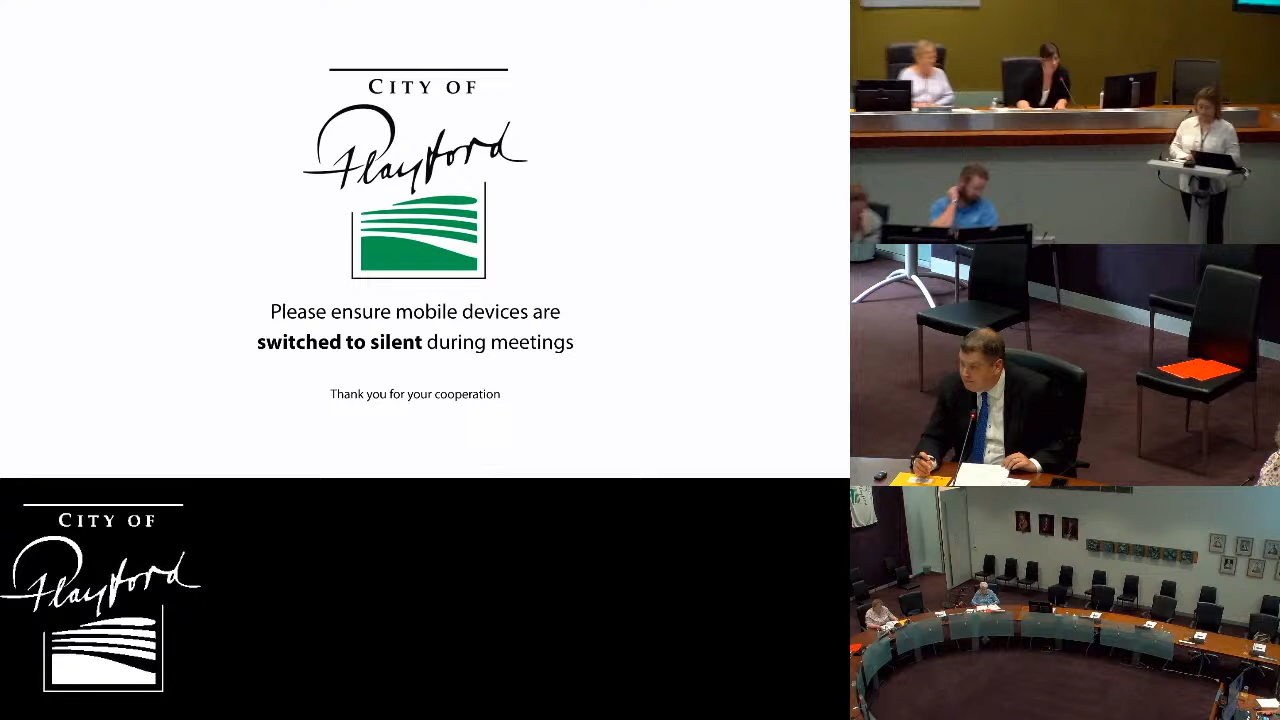 CITY OF
Playford
Please ensure mobile devices are
switched to silent during meetings
Thank you for your cooperation
CITY OF
Playford